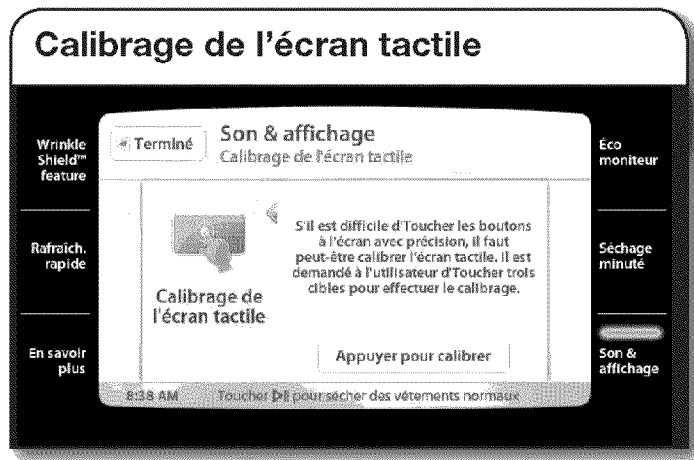 Calibrage de l'écran tactile
Wrinkle
Shield™
feature
Rafraîch.
rapide
En savoir
plus
Terminé
Son & affichage
Calibrage de l'écran tactile
Calibrage de
l'écran tactile
S'il est difficile d'Toucher les boutons
à l'écran avec précision, il faut
peut-être calibrer l'écran tactile. Il est
demandé à l'utilisateur d'Toucher trois
cibles pour effectuer le calibrage.
Appuyer pour calibrer
8:38 AM
Toucher ▷|| pour sécher des vêtements normaux
Éco
moniteur
Séchage
minuté
Son &
affichage